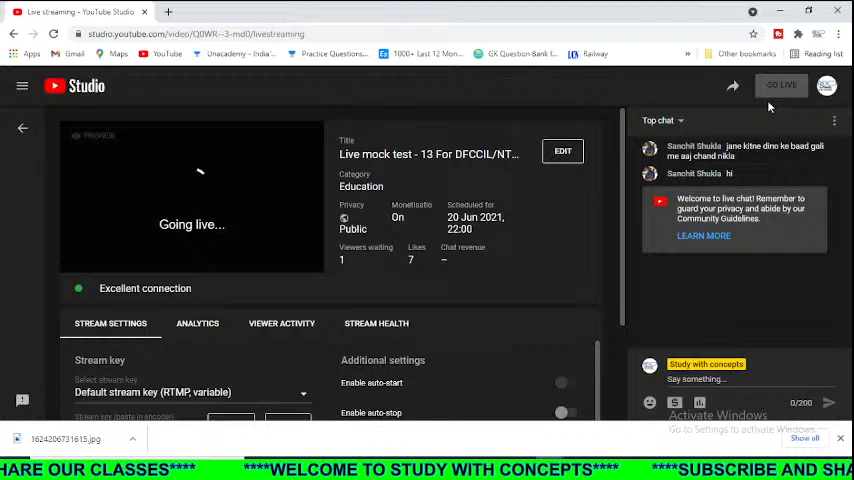 Live streaming - YouTube Studio
studio.youtube.com/video/Q0WR--3-md0/livestreaming
Apps Gmail Maps YouTube Unacademy - India'... Practice Questions,... 1000+ Last 12 Mon... GK Question Bank f... Railway » Other bookmarks Reading list
Studio
GO LIVE
PREVIEW
Going live...
Excellent connection
Title
Live mock test - 13 For DFCCIL/NT...
EDIT
Category
Education
Privacy Monetisatio Scheduled for
Public On 20 Jun 2021,
22:00
Viewers waiting Likes Chat revenue
1 7 –
STREAM SETTINGS ANALYTICS VIEWER ACTIVITY STREAM HEALTH
Stream key
Select stream key
Default stream key (RTMP, variable)
Stream key (paste in encoder)
Additional settings
Enable auto-start
Enable auto-stop
Top chat
Sanchit Shukla jane kitne dino ke baad gali
me aaj chand nikla
Sanchit Shukla hi
Welcome to live chat! Remember to
guard your privacy and abide by our
Community Guidelines.
LEARN MORE
Study with concepts
Say something...
0/200
Activate Windows
Go to Settings to activate Windows.
1624206731615.jpg
Show all
HARE OUR CLASSES**** ****WELCOME TO STUDY WITH CONCEPTS**** ****SUBSCRIBE AND SHA